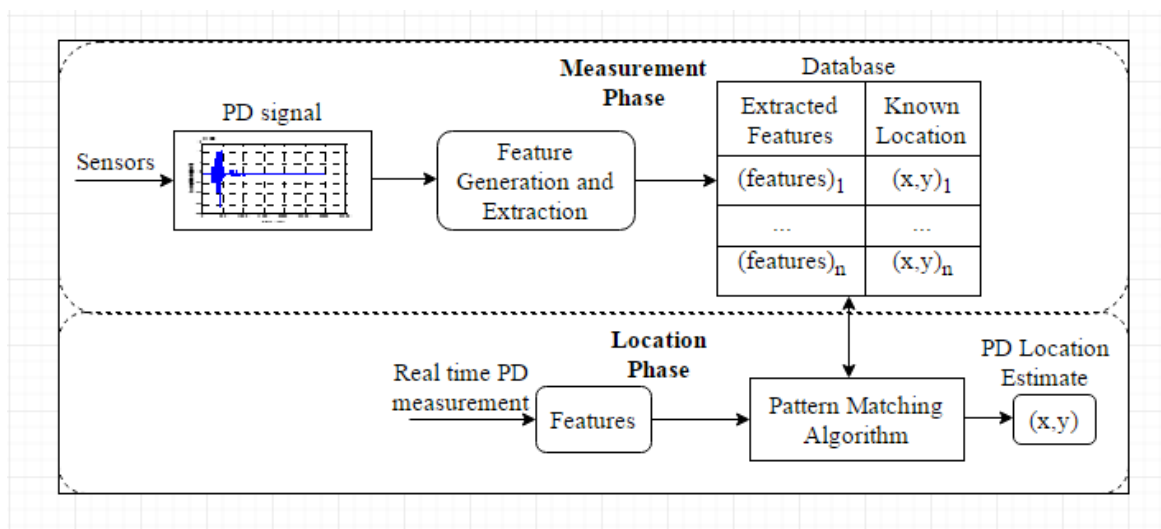 Measurement
Phase
Database
Extracted
Features
Known
Location
(features)1
(x,y)1
...
...
(features)n
(x,y)n
PD signal
Sensors
Feature
Generation and
Extraction
Location
Phase
Real time PD
measurement
Features
Pattern Matching
Algorithm
PD Location
Estimate
(x,y)